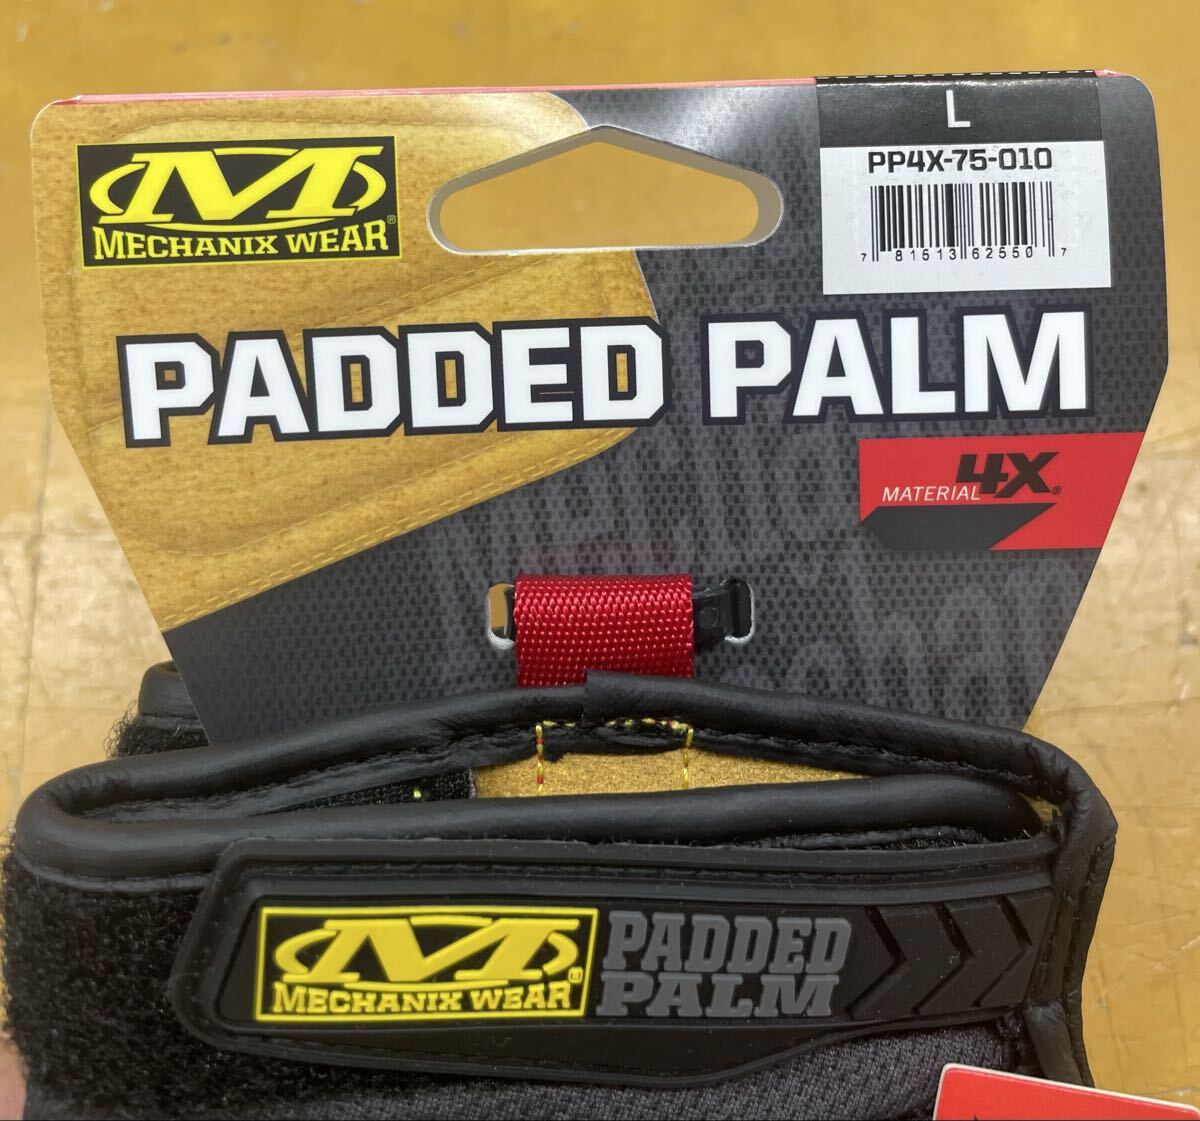 L
PP4X-75-010
7 81513 62550 7
MECHANIX WEAR®
PADDED PALM
MATERIAL 4X®
MECHANIX WEAR
PADDED
PALM